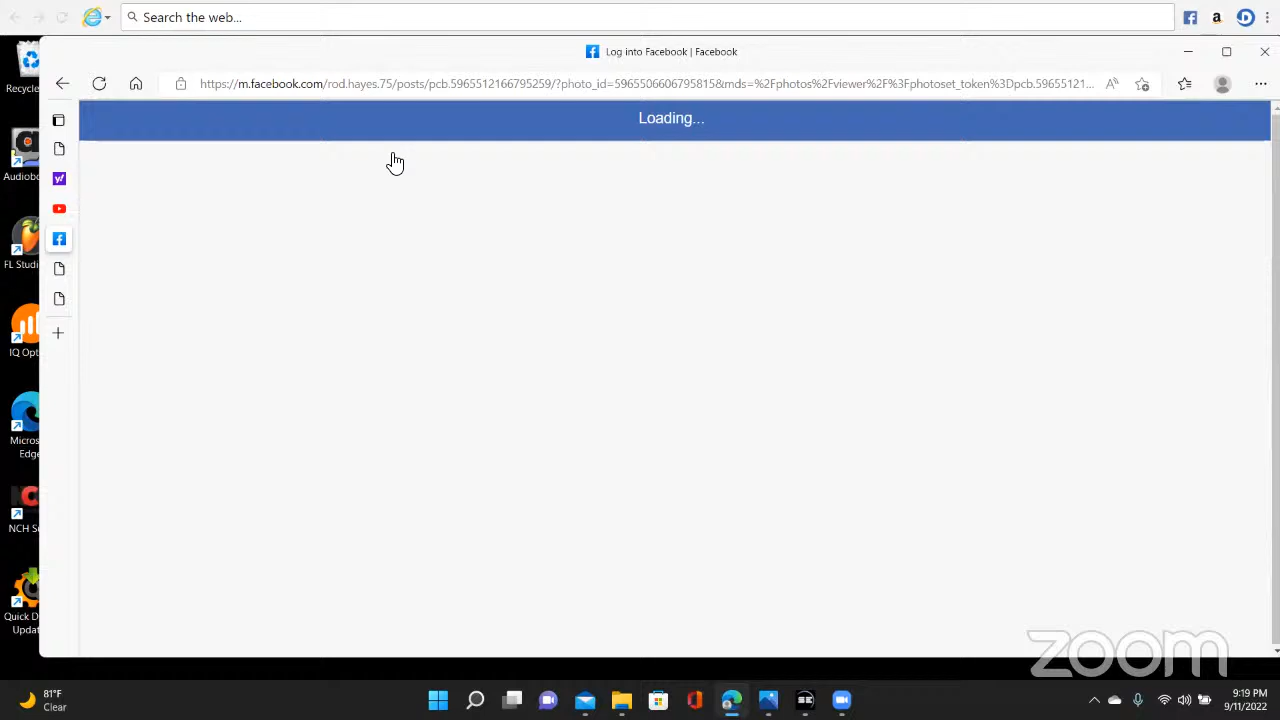 Search the web...
Log into Facebook | Facebook
https://m.facebook.com/rod.hayes.75/posts/pcb.5965512166795259/?photo_id=5965506606795815&mds=%2Fphotos%2Fviewer%2F%3Fphotoset_token%3Dpcb.59655121...
Loading...
Recycle
Audiob
FL Studi
IQ Opt
Micros
Edge
NCH S
Quick D
Updat
zoom
81°F
Clear
9:19 PM
9/11/2022